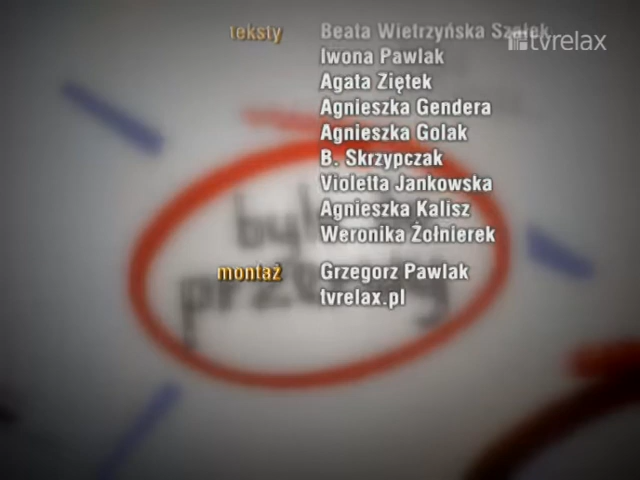 teksty Beata Wietrzyńska
tvrelax
Iwona Pawlak
Agata Ziętek
Agnieszka Gendera
Agnieszka Golak
B. Skrzypczak
Violetta Jankowska
Agnieszka Kalisz
Weronika Żołnierek
montaż Grzegorz Pawlak
tvrelax.pl